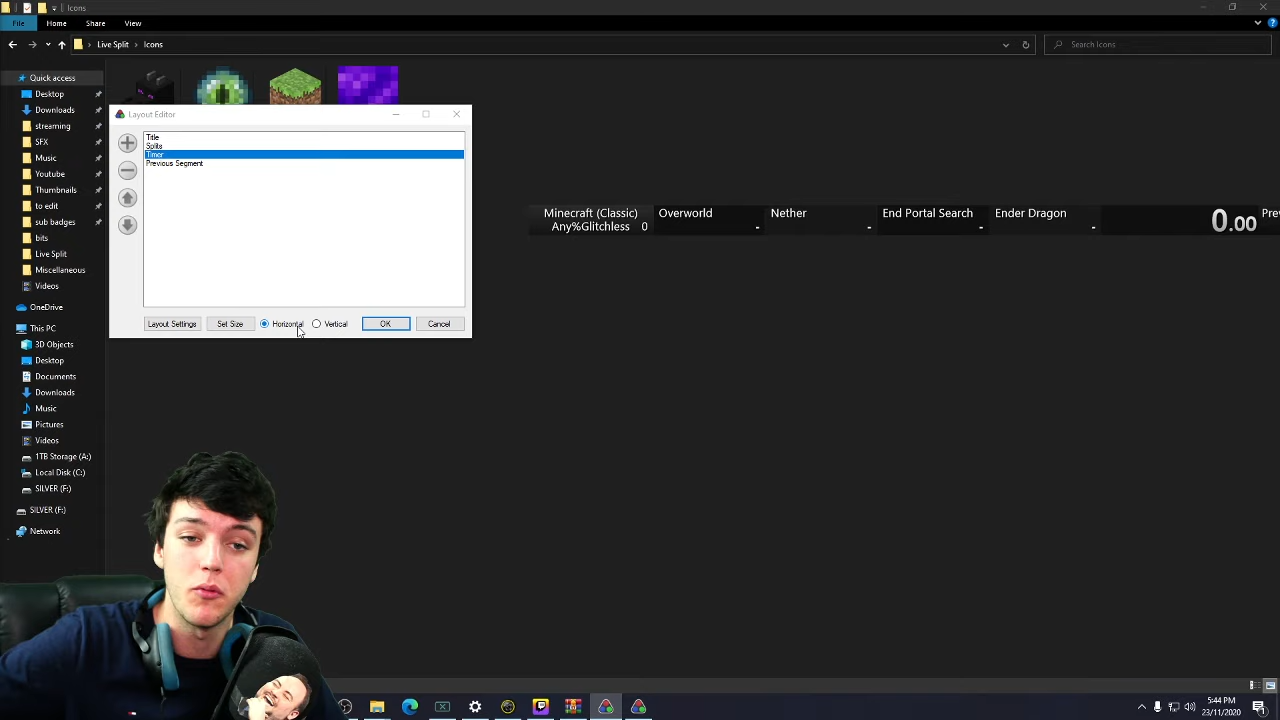 Icons
File
Home
Share
View
Live Split
Icons
Search Icons
Quick access
Desktop
Downloads
streaming
SFX
Music
Youtube
Thumbnails
to edit
sub badges
bits
Live Split
Miscellaneous
Videos
OneDrive
This PC
3D Objects
Desktop
Documents
Downloads
Music
Pictures
Videos
1TB Storage (A:)
Local Disk (C:)
SILVER (F:)
SILVER (F:)
Network
Layout Editor
Title
Splits
Timer
Previous Segment
Layout Settings
Set Size
Horizontal
Vertical
OK
Cancel
Minecraft (Classic)
Any%Glitchless 0
Overworld
-
Nether
-
End Portal Search
-
Ender Dragon
-
0.00
Pre
5:44 PM
23/11/2020